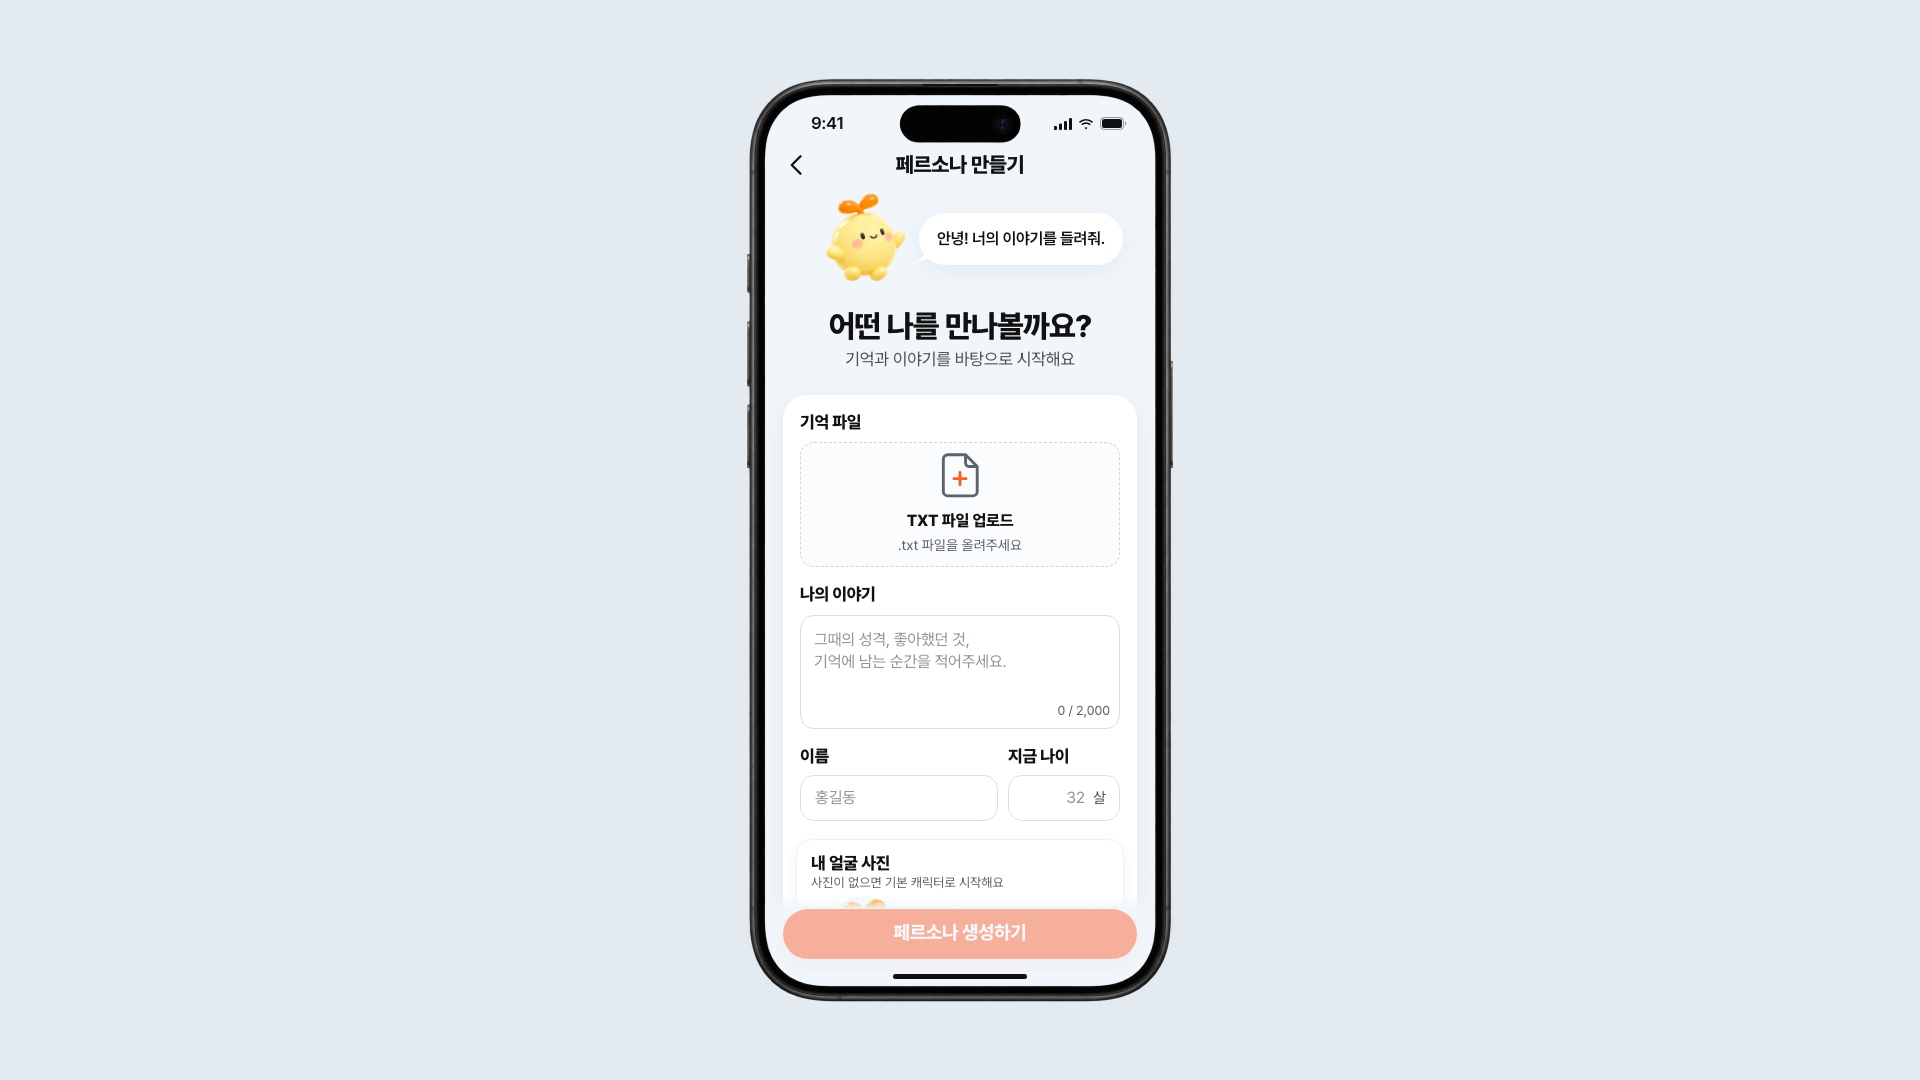 9:41
페르소나 만들기
안녕! 너의 이야기를 들려줘.
어떤 나를 만나볼까요?
기억과 이야기를 바탕으로 시작해요
기억 파일
TXT 파일 업로드
.txt 파일을 올려주세요
나의 이야기
그때의 성격, 좋아했던 것,
기억에 남는 순간을 적어주세요.
0 / 2,000
이름
지금 나이
홍길동
32 살
내 얼굴 사진
사진이 없으면 기본 캐릭터로 시작해요
페르소나 생성하기